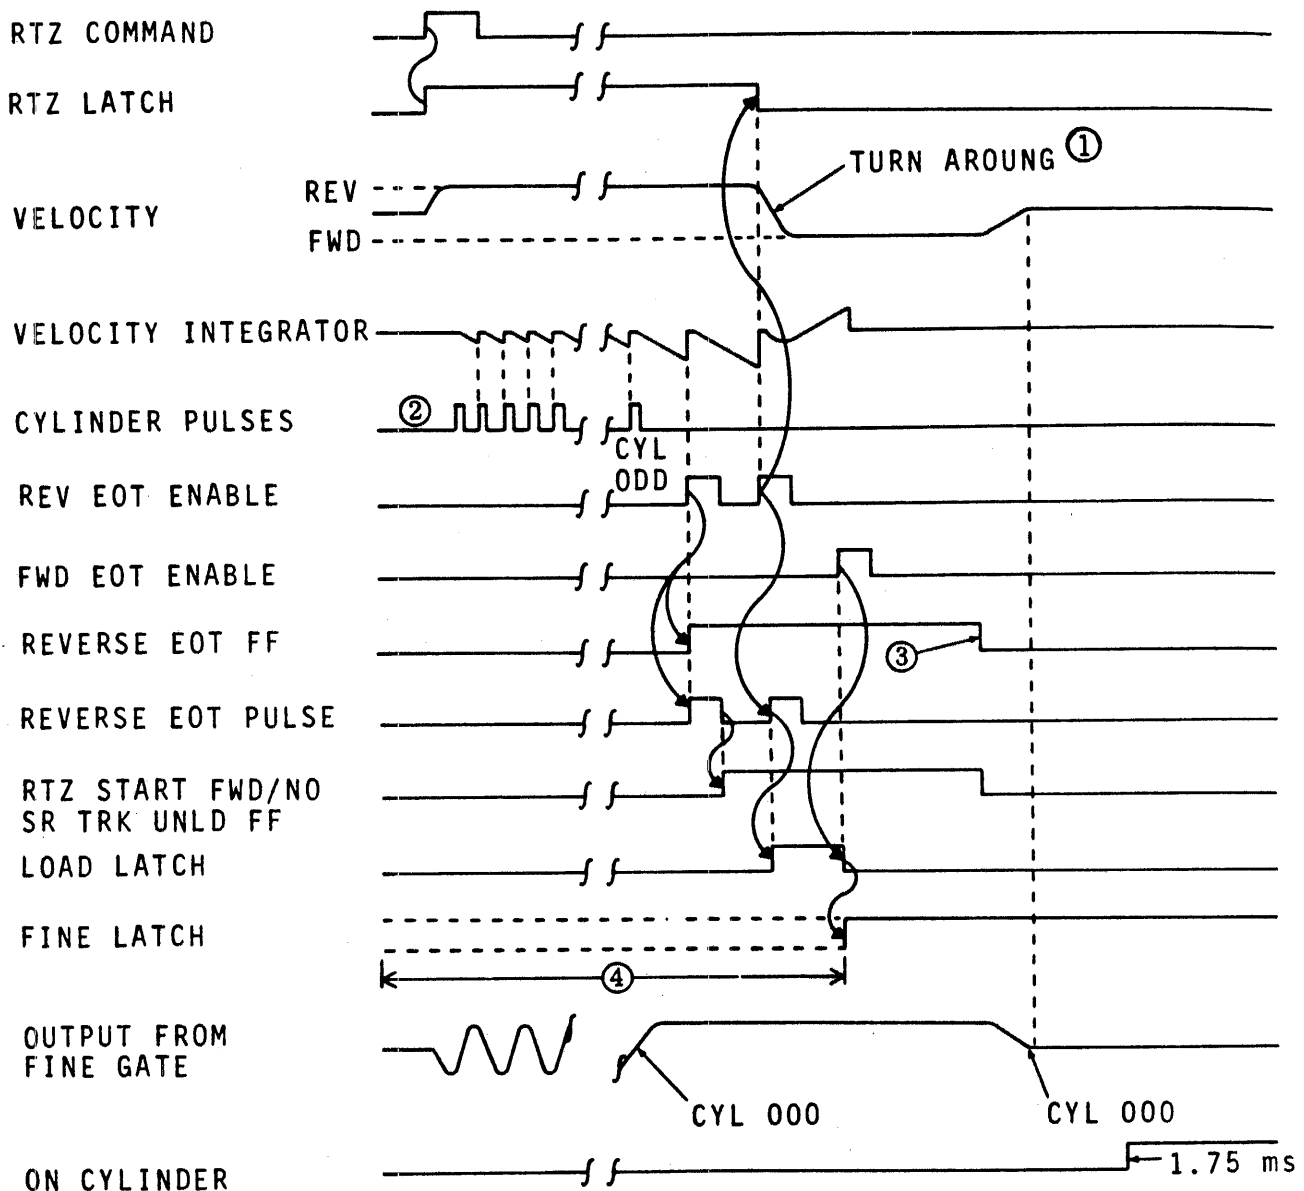 RTZ COMMAND
RTZ LATCH
TURN AROUNG ①
REV
VELOCITY
FWD
VELOCITY INTEGRATOR
CYLINDER PULSES ②
CYL
ODD
REV EOT ENABLE
FWD EOT ENABLE
REVERSE EOT FF
③
REVERSE EOT PULSE
RTZ START FWD/NO
SR TRK UNLD FF
LOAD LATCH
FINE LATCH
④
OUTPUT FROM
FINE GATE
CYL 000
CYL 000
ON CYLINDER
1.75 ms